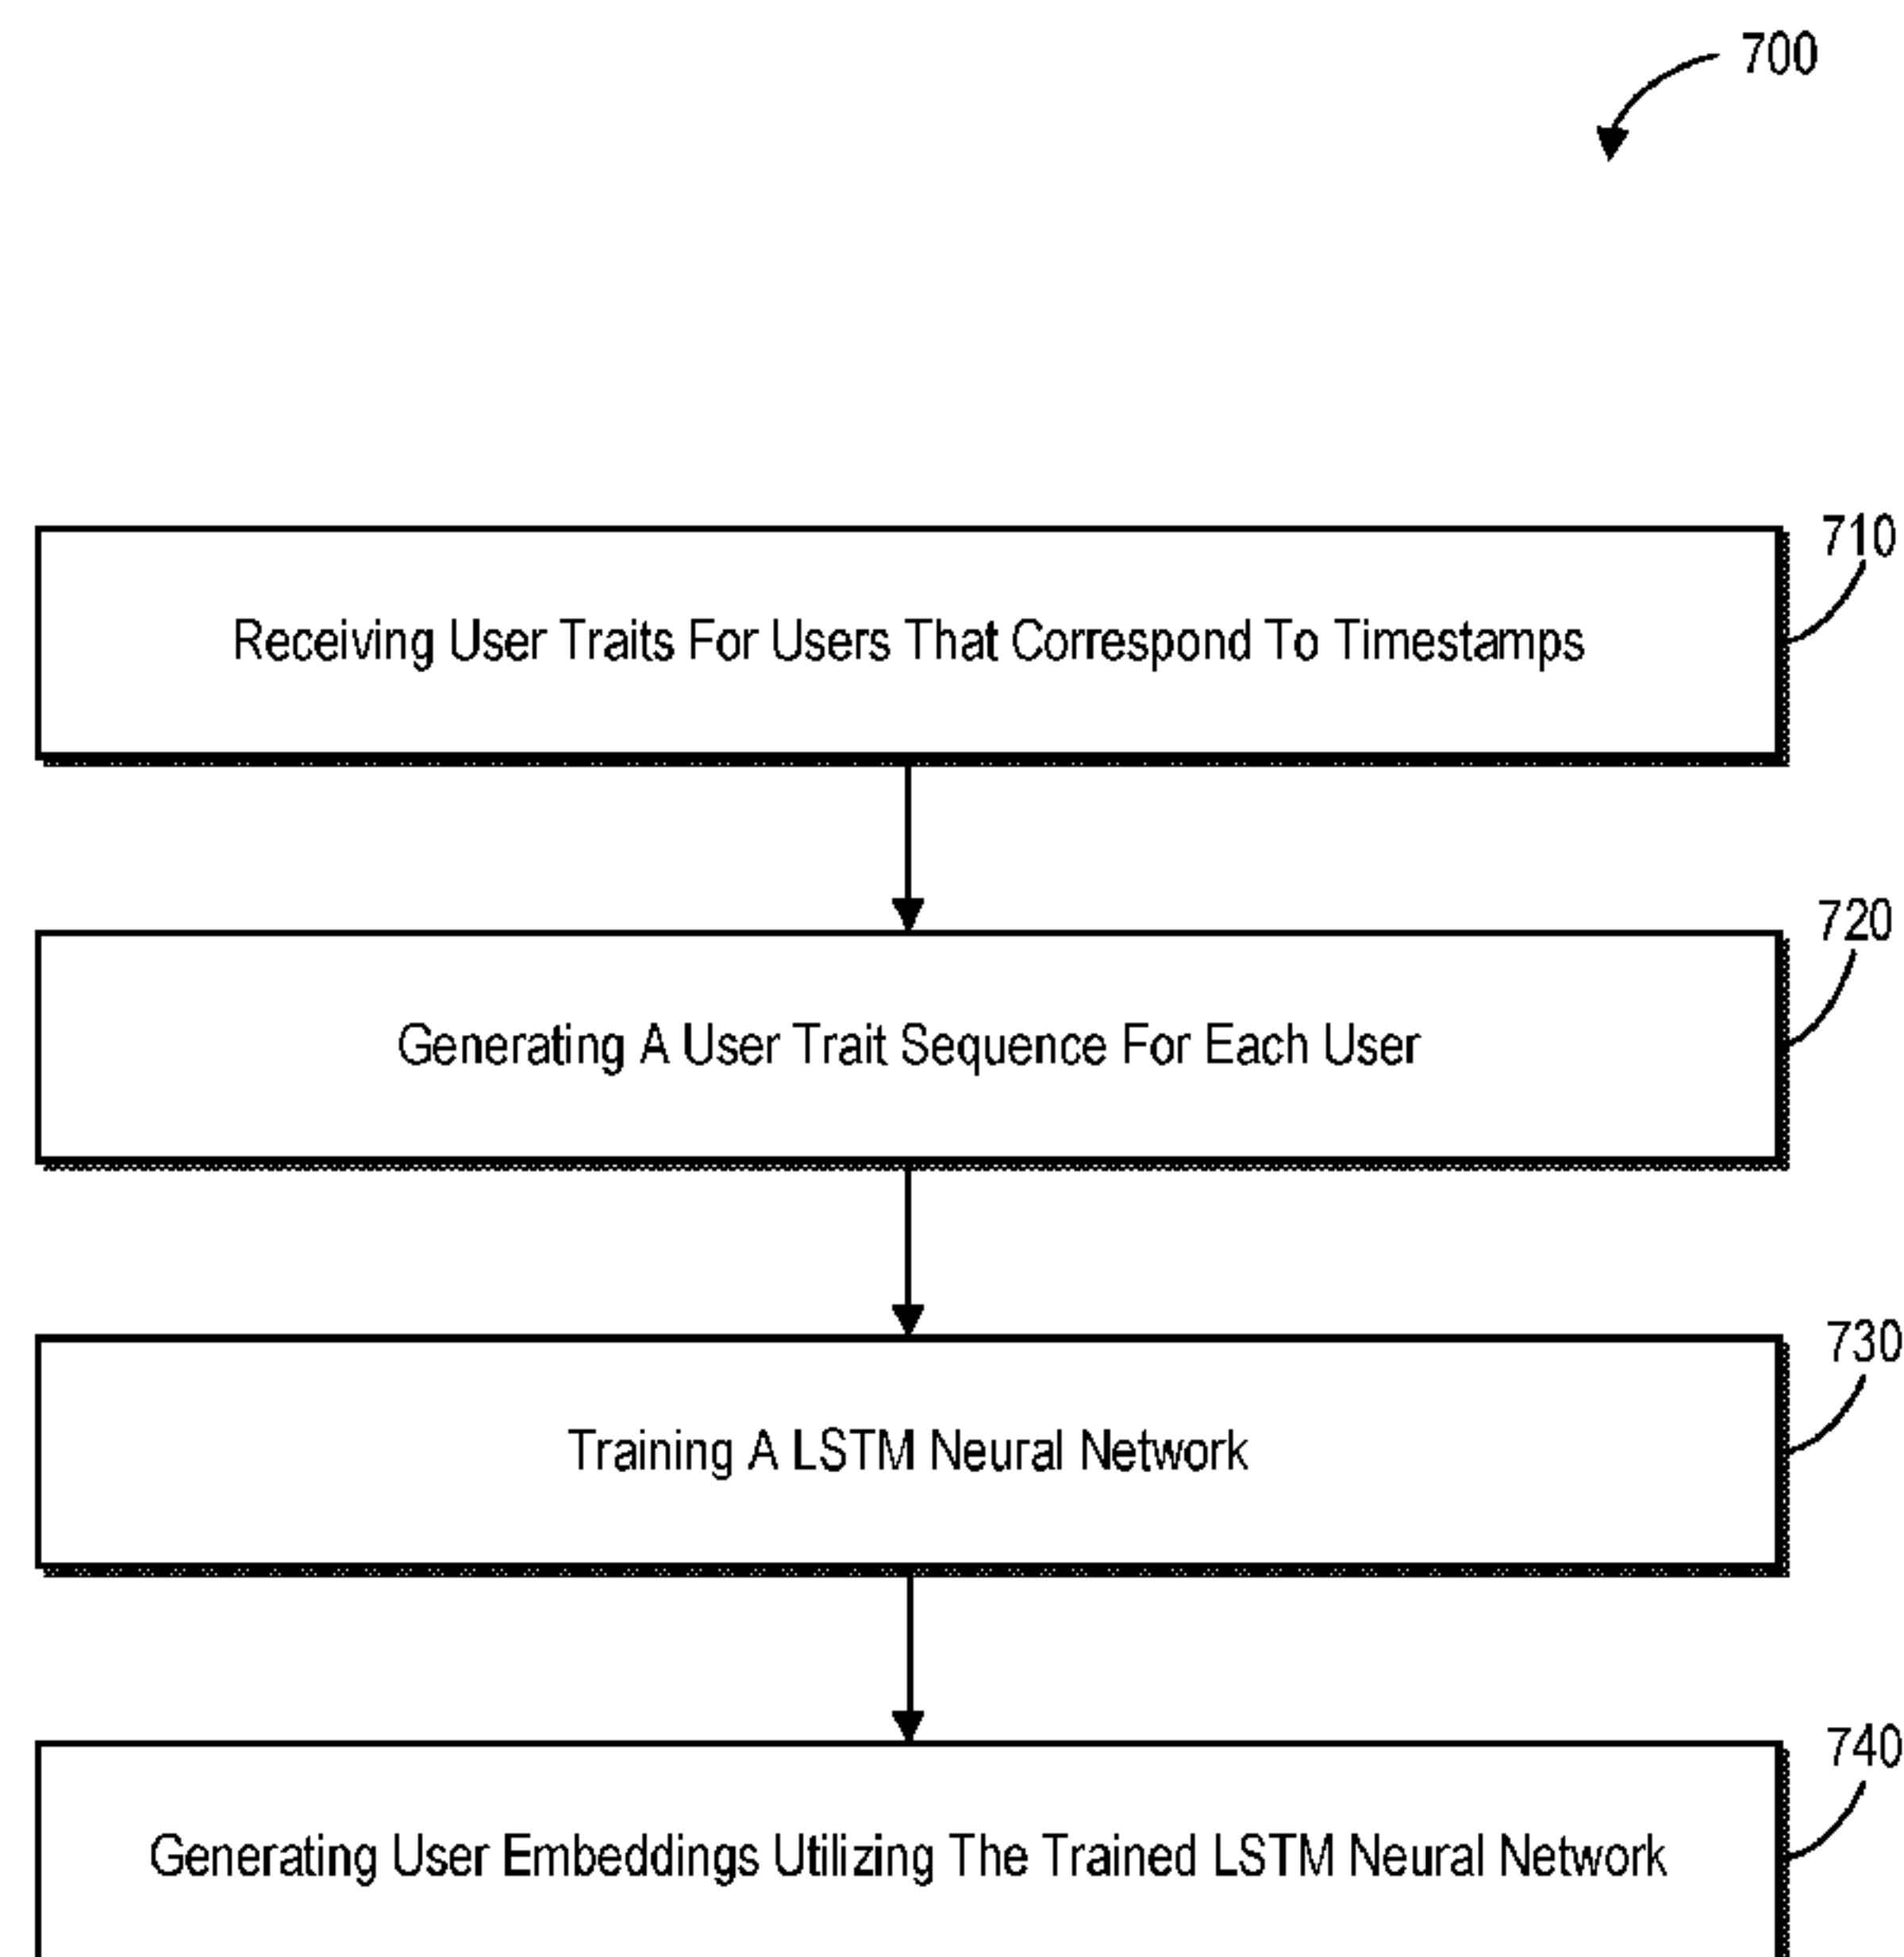 700
710
Receiving User Traits For Users That Correspond To Timestamps
720
Generating A User Trait Sequence For Each User
730
Training A LSTM Neural Network
740
Generating User Embeddings Utilizing The Trained LSTM Neural Network